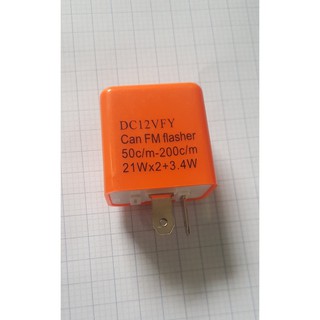 DC12VFY
Can FM flasher
50c/m-200c/m
21Wx2+3.4W